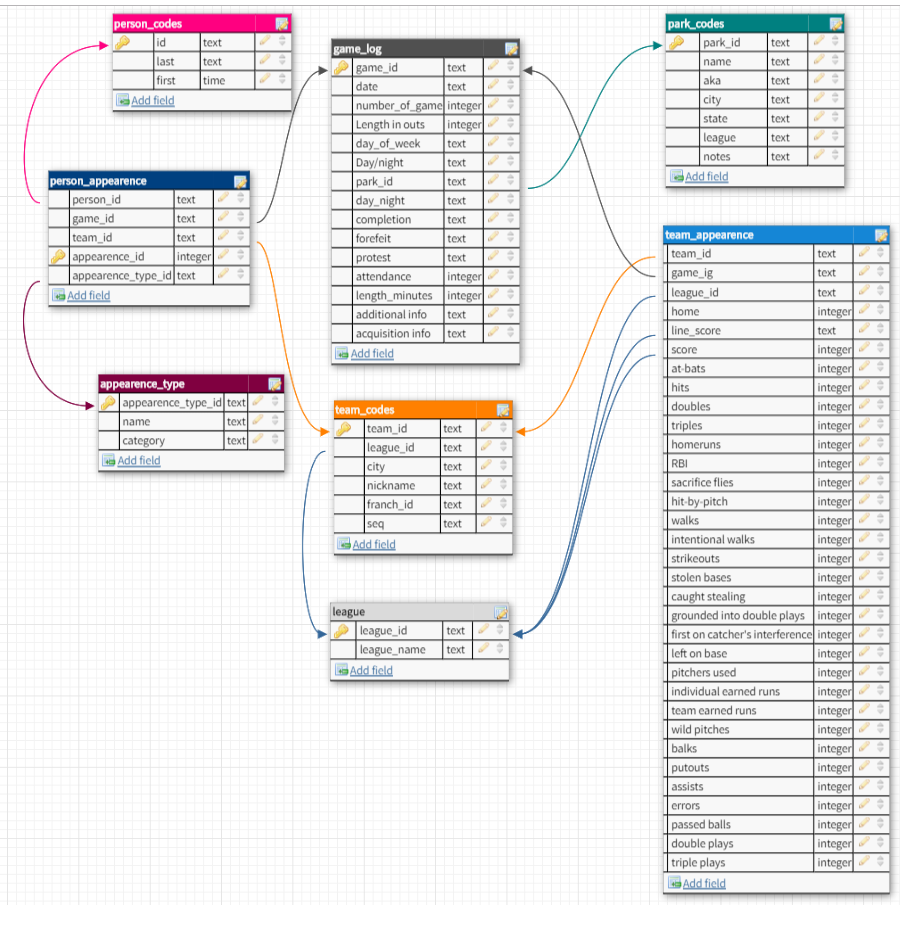 person_codes
id text
last text
first time
Add field
game_log
game_id text
date text
number_of_game integer
Length in outs integer
day_of_week text
Day/night text
park_id text
day_night text
completion text
forefeit text
protest text
attendance integer
length_minutes integer
additional info text
acquisition info text
Add field
park_codes
park_id text
name text
aka text
city text
state text
league text
notes text
Add field
person_appearence
person_id text
game_id text
team_id text
appearence_id integer
appearence_type_id text
Add field
team_appearence
team_id text
game_ig text
league_id text
home integer
line_score text
score integer
at-bats integer
hits integer
doubles integer
triples integer
homeruns integer
RBI integer
sacrifice flies integer
hit-by-pitch integer
walks integer
intentional walks integer
strikeouts integer
stolen bases integer
caught stealing integer
grounded into double plays integer
first on catcher's interference integer
left on base integer
pitchers used integer
individual earned runs integer
team earned runs integer
wild pitches integer
balks integer
putouts integer
assists integer
errors integer
passed balls integer
double plays integer
triple plays integer
Add field
appearence_type
appearence_type_id text
name text
category text
Add field
team_codes
team_id text
league_id text
city text
nickname text
franch_id text
seq text
Add field
league
league_id text
league_name text
Add field